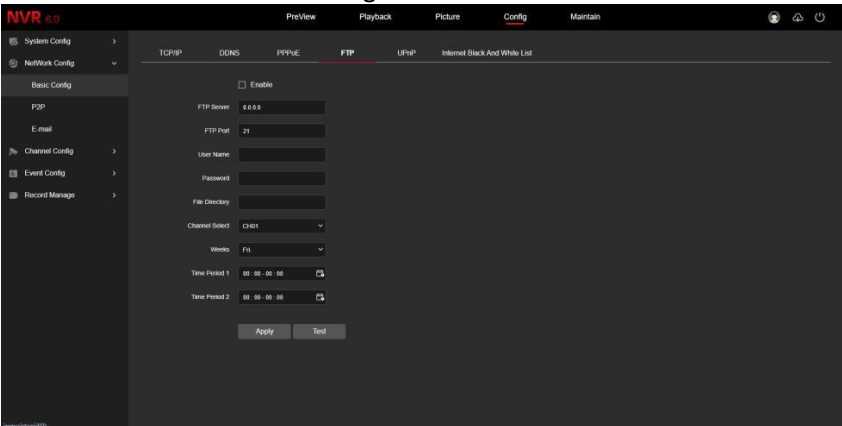 NVR 6.0 PreView Playback Picture Config Maintain
System Config
NetWork Config
Basic Config
P2P
E-mail
Channel Config
Event Config
Record Manage
TCP/IP DDNS PPPoE FTP UPnP Internet Black And White List
Enable
FTP Server 0.0.0.0
FTP Port 21
User Name
Password
File Directory
Channel Select CH01
Weeks Fri.
Time Period 1 00 : 00 - 00 : 00
Time Period 2 00 : 00 - 00 : 00
Apply Test